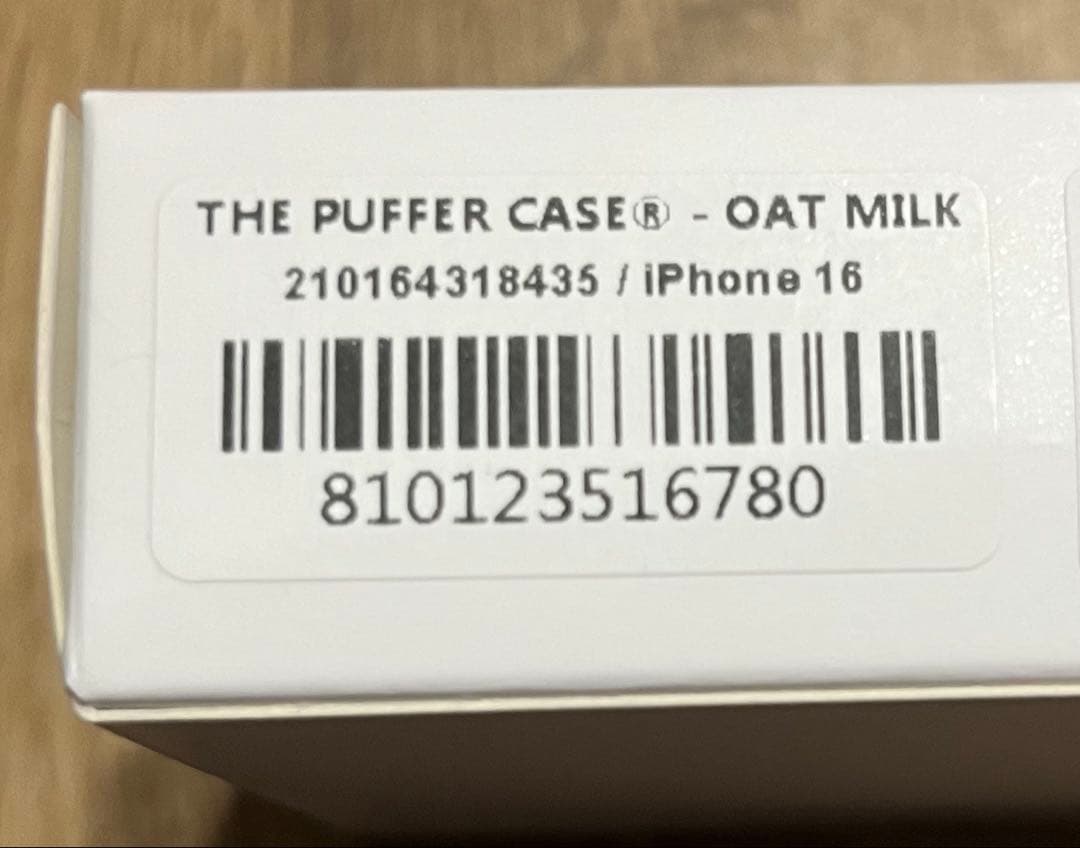 THE PUFFER CASE® - OAT MILK
210164318435 / iPhone 16
810123516780